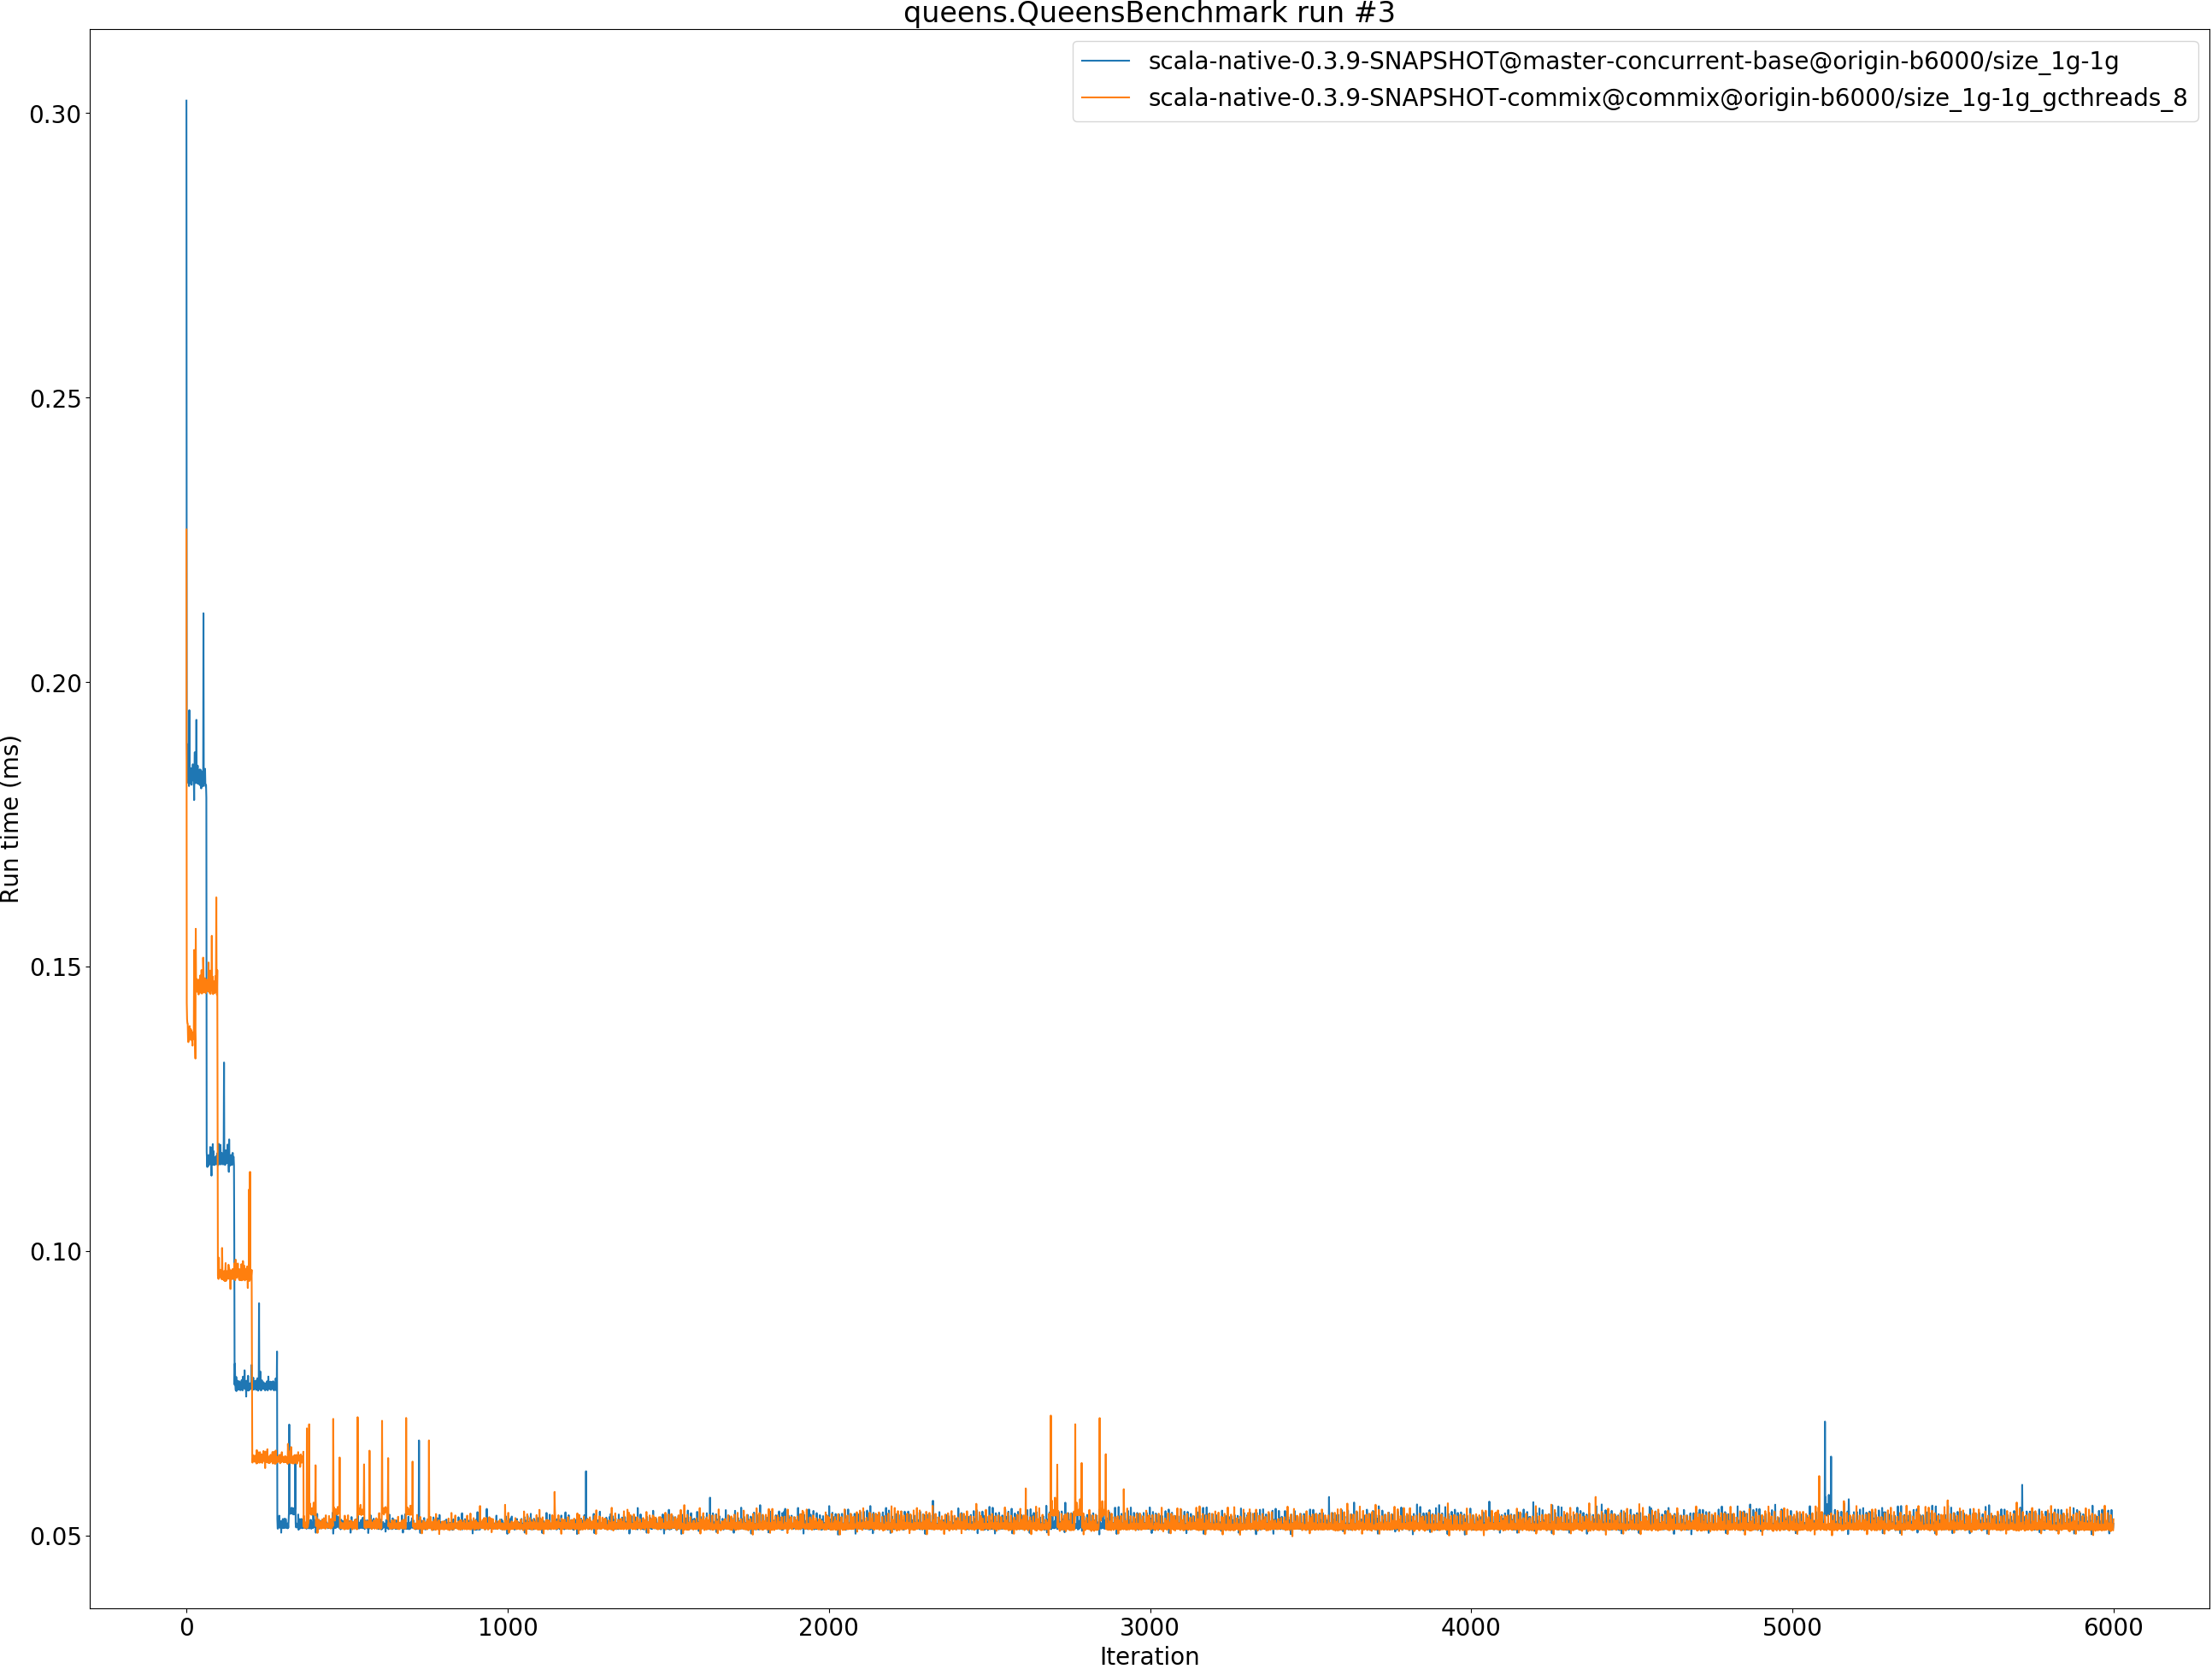 queens.QueensBenchmark run #3
scala-native-0.3.9-SNAPSHOT@master-concurrent-base@origin-b6000/size_1g-1g
scala-native-0.3.9-SNAPSHOT-commix@commix@origin-b6000/size_1g-1g_gcthreads_8
0.30
0.25
0.20
0.15
0.10
0.05
Run time (ms)
0 1000 2000 3000 4000 5000 6000
Iteration